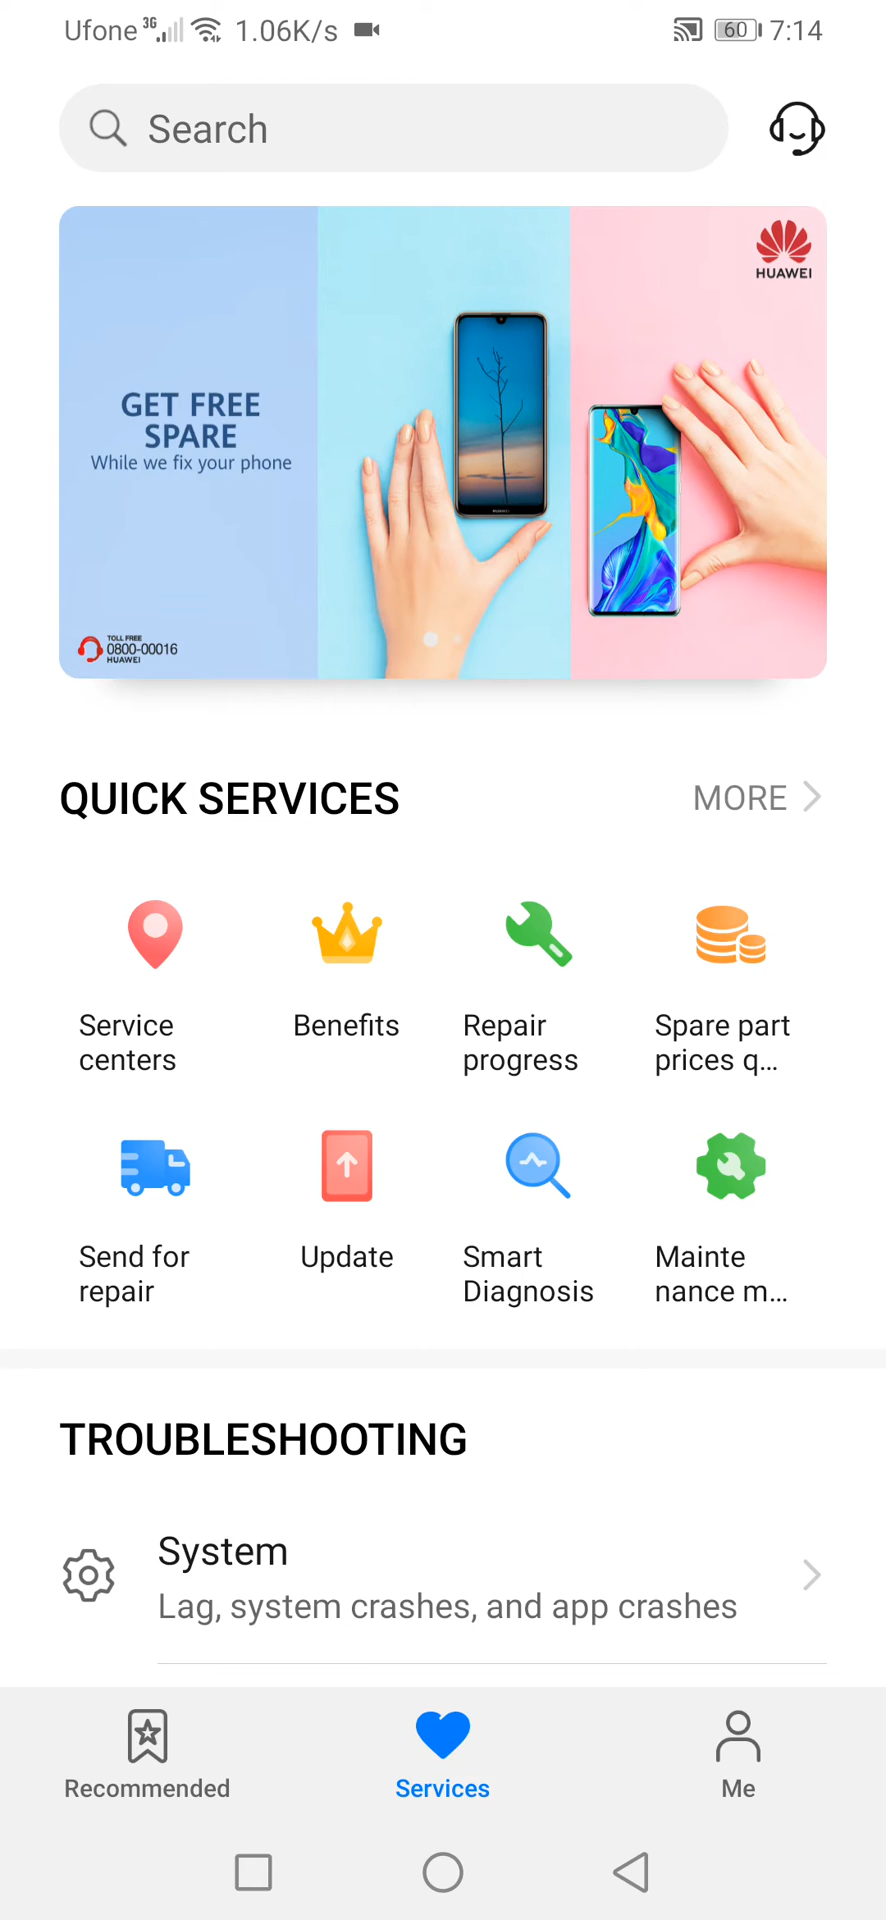 Ufone 3G 1.06K/s 60 7:14
Search
HUAWEI
GET FREE
SPARE
While we fix your phone
HUAWEI
TOLL FREE
0800-00016
HUAWEI
QUICK SERVICES MORE
Service
centers
Benefits
Repair
progress
Spare part
prices q...
Send for
repair
Update
Smart
Diagnosis
Mainte
nance m...
TROUBLESHOOTING
System
Lag, system crashes, and app crashes
Recommended Services Me